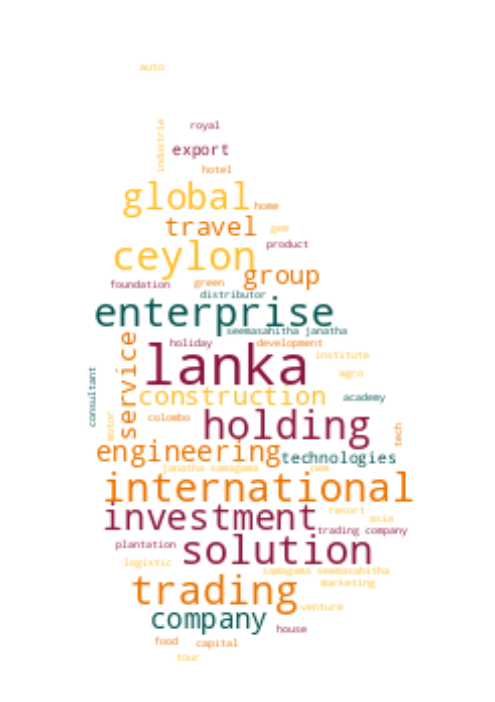 auto
industrie
royal
export
hotel
global
home
travel
gem
product
ceylon
group
foundation
green
distributor
enterprise
seemasahitha janatha
service
holiday
development
lanka
institute
consultant
agro
construction
academy
motor
colombo
holding
tech
engineering
technologies
janatha samagama
new
international
investment
resort
asia
trading company
plantation
solution
logistic
samagama seemasahitha
trading
marketing
venture
company
house
food
capital
tour